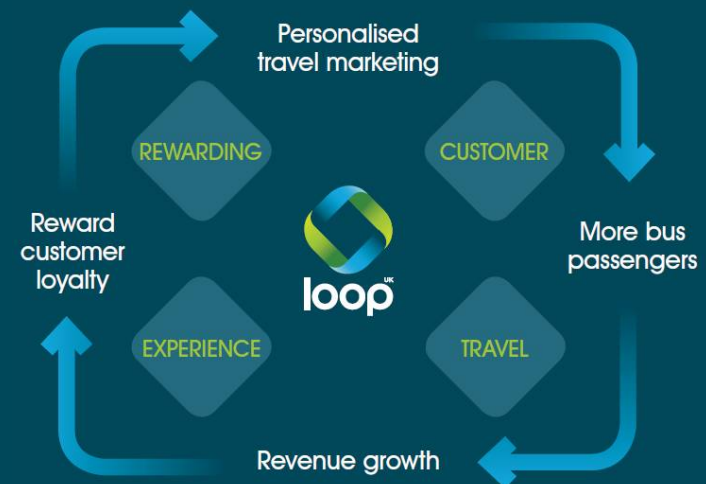 Personalised
travel marketing
REWARDING
CUSTOMER
Reward
customer
loyalty
More bus
passengers
loop UK
EXPERIENCE
TRAVEL
Revenue growth